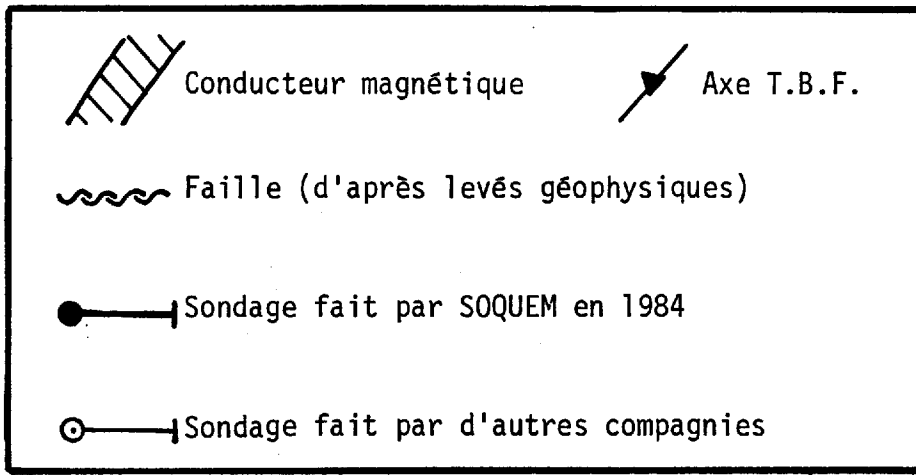 Conducteur magnétique
Axe T.B.F.
Faille (d'après levés géophysiques)
Sondage fait par SOQUEM en 1984
Sondage fait par d'autres compagnies